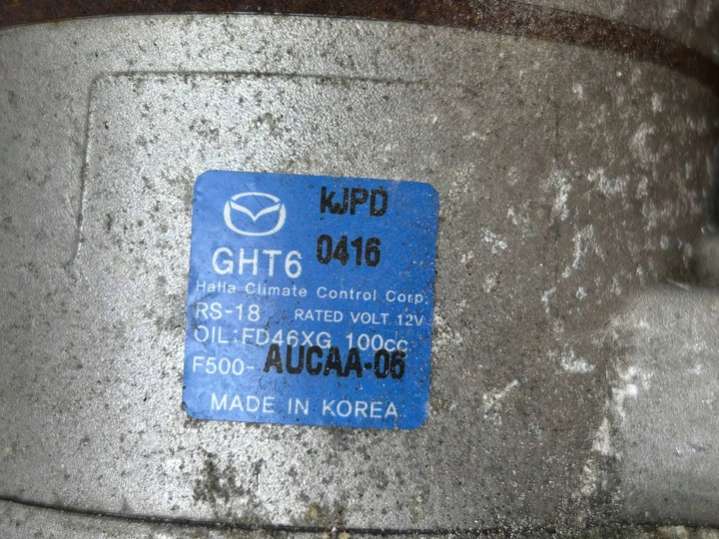 kJPD
GHT6 0416
Halla Climate Control Corp.
RS-18 RATED VOLT 12V
OIL:FD46XG 100cc
F500-AUCAA-06
MADE IN KOREA